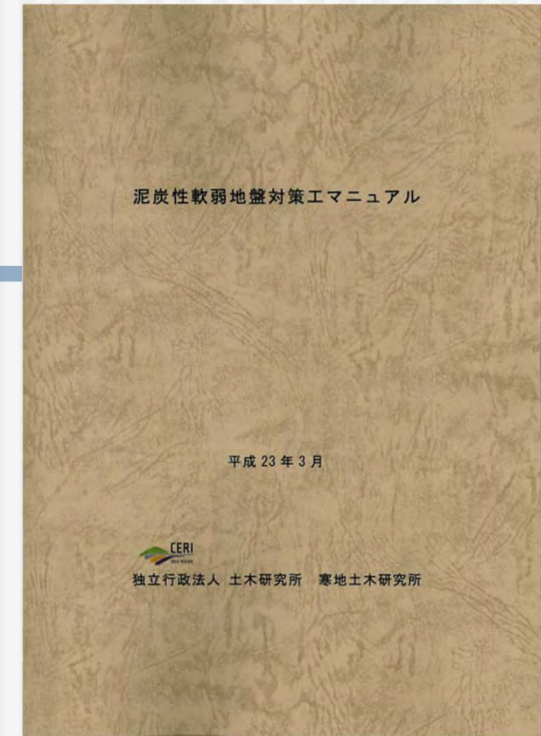 泥炭性軟弱地盤対策工マニュアル
平成 23 年 3 月
CERI
独立行政法人 土木研究所　寒地土木研究所